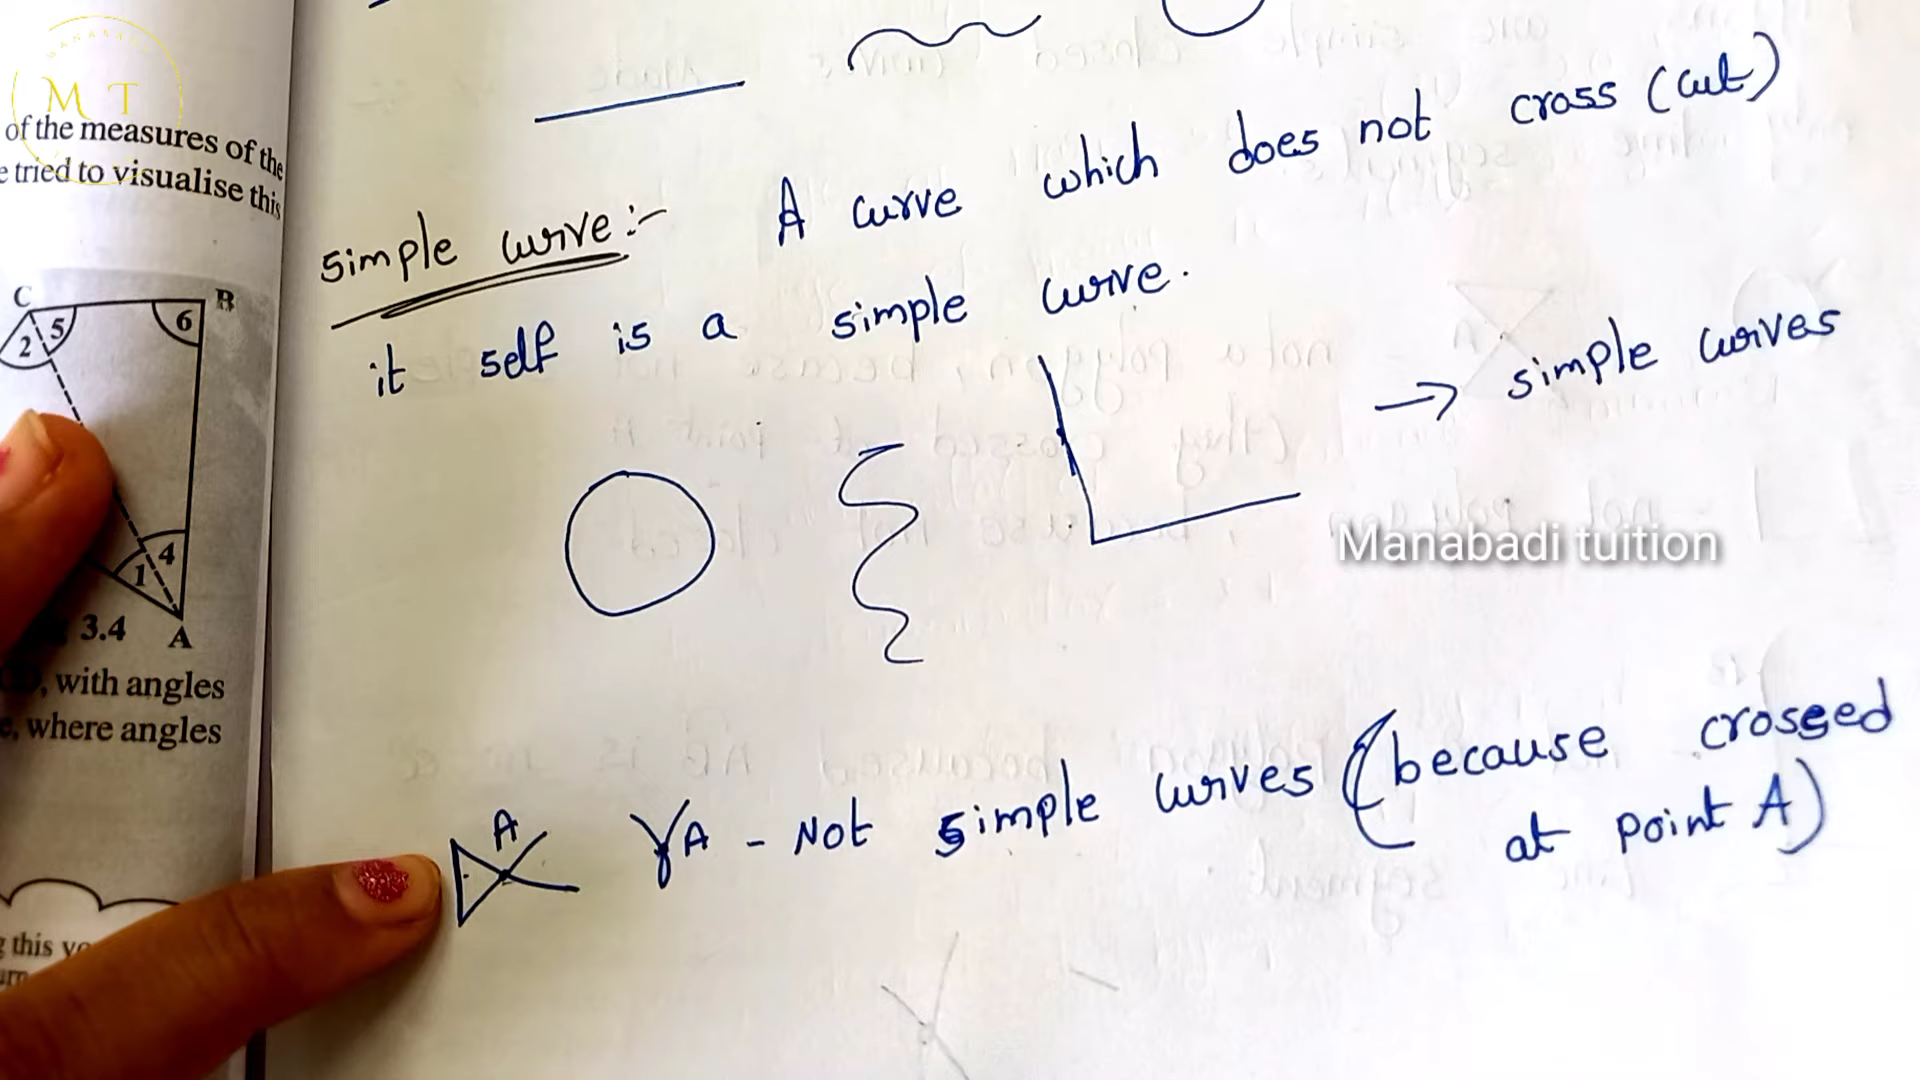 MANABADI
M T
of the measures of the
e tried to visualise this
C
B
5
6
2
4
1
3.4
A
, with angles
e, where angles
g this
simple curve:- A curve which does not cross (cut)
it self is a simple curve.
→ simple curves
Manabadi tuition
A
A - Not simple curves (because crossed
at point A)